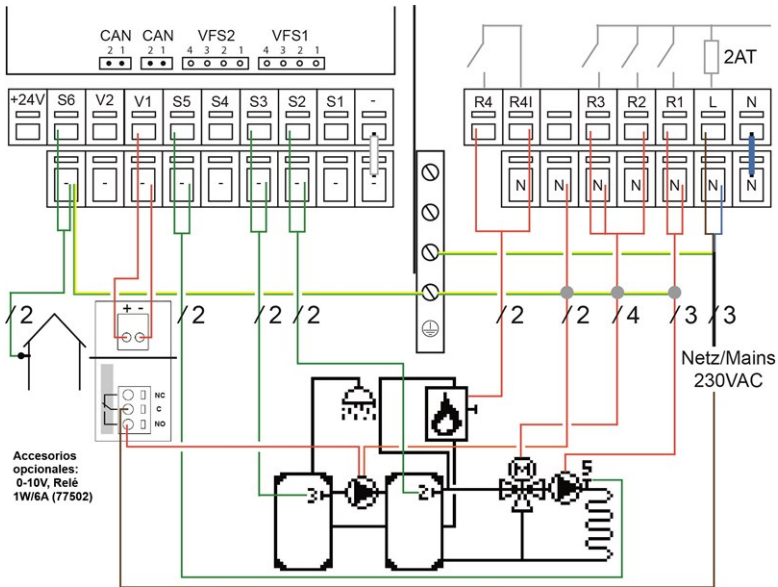 CAN CAN VFS2 VFS1
2 1 2 1 4 3 2 1 4 3 2 1
2AT
+24V S6 V2 V1 S5 S4 S3 S2 S1 - R4 R4I R3 R2 R1 L N
- - - - - - - - N N N N N N N
+ -
2 2 2 2 2 2 4 3 3
Netz/Mains
230VAC
NC
C
NO
M
Accesorios
opcionales:
0-10V, Relé
1W/6A (77502)
3 2 S